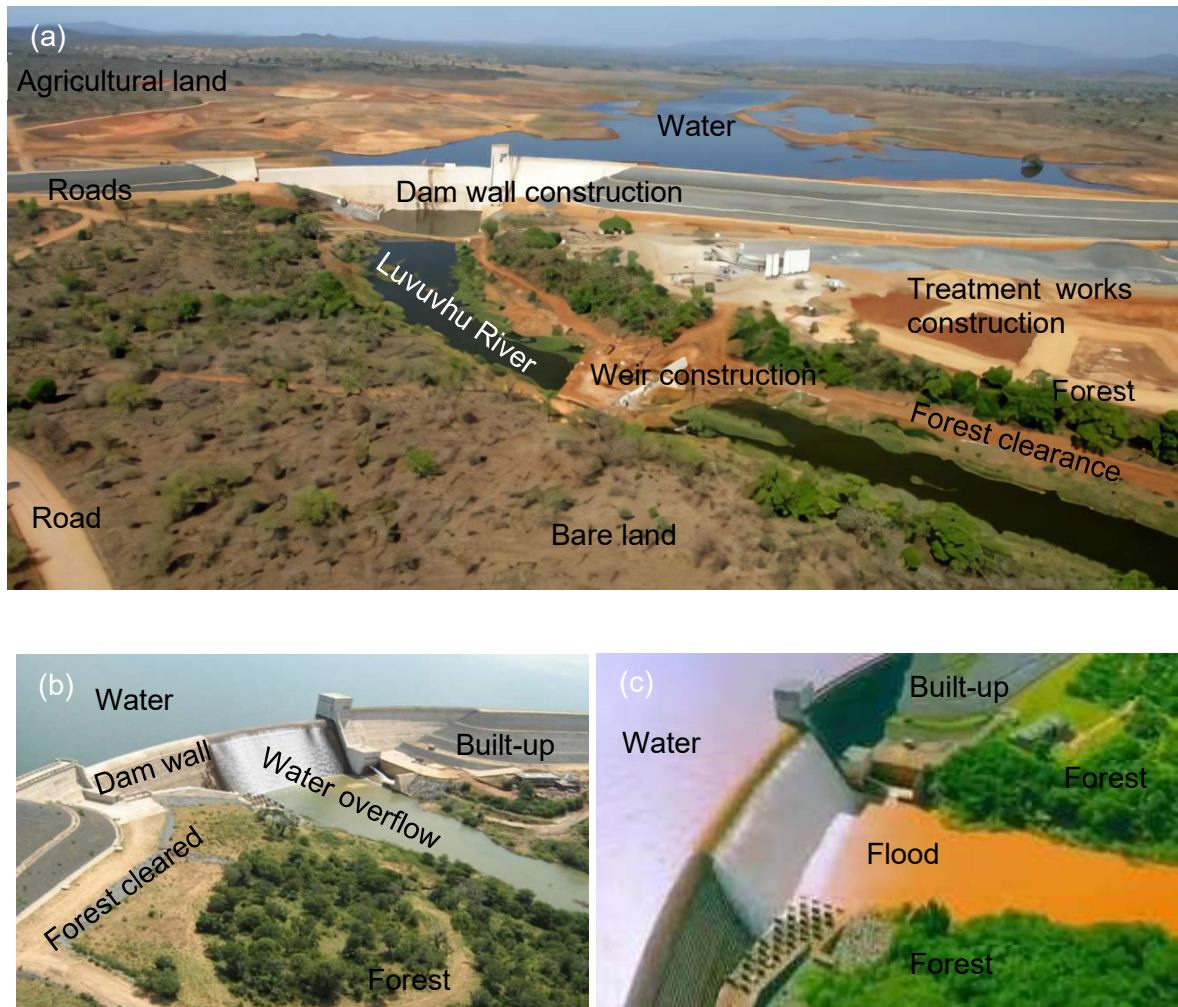 (a)
Agricultural land
Water
Roads
Dam wall construction
Luvuvhu River
Treatment works
construction
Weir construction
Forest
Forest clearance
Road
Bare land
(b)
Water
Dam wall
Water overflow
Built-up
Forest cleared
Forest
(c)
Built-up
Water
Forest
Flood
Forest